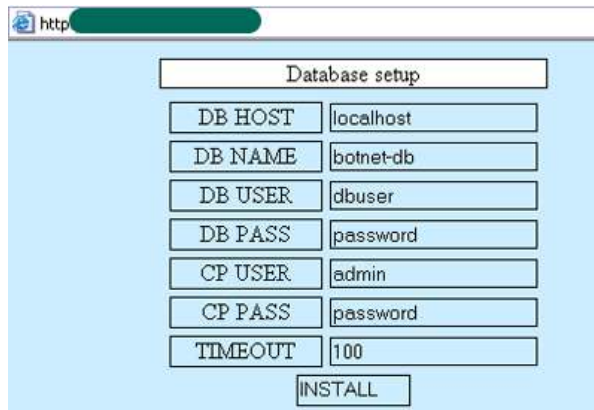 http
Database setup
DB HOST localhost
DB NAME botnet-db
DB USER dbuser
DB PASS password
CP USER admin
CP PASS password
TIMEOUT 100
INSTALL